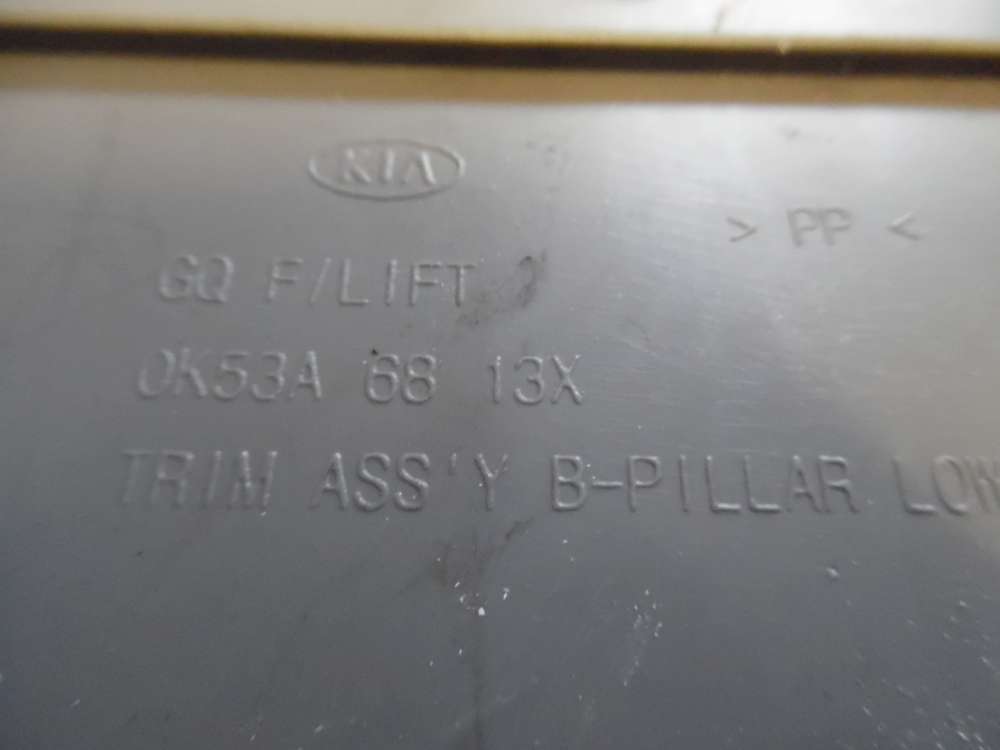 KIA
> PP <
GQ F/LIFT
0K53A 68 13X
TRIM ASS'Y B-PILLAR LOW